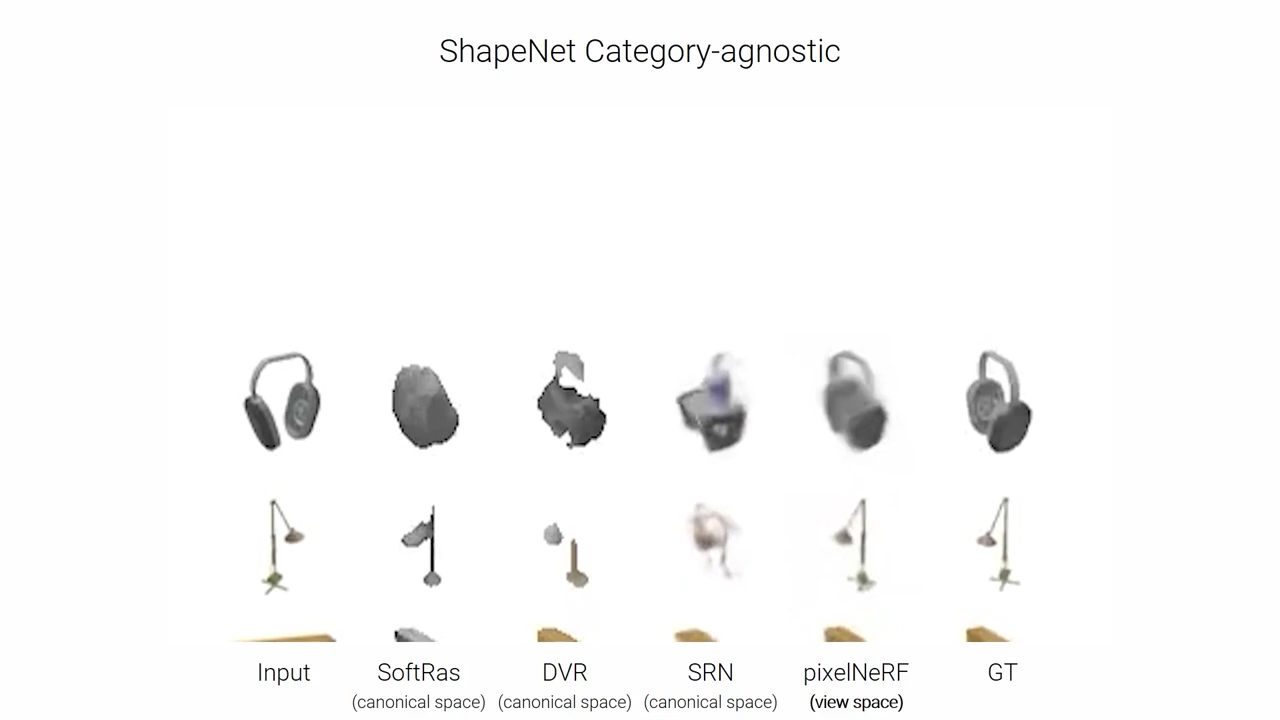 ShapeNet Category-agnostic
Input SoftRas DVR SRN pixelNeRF GT
(canonical space) (canonical space) (canonical space) (view space)